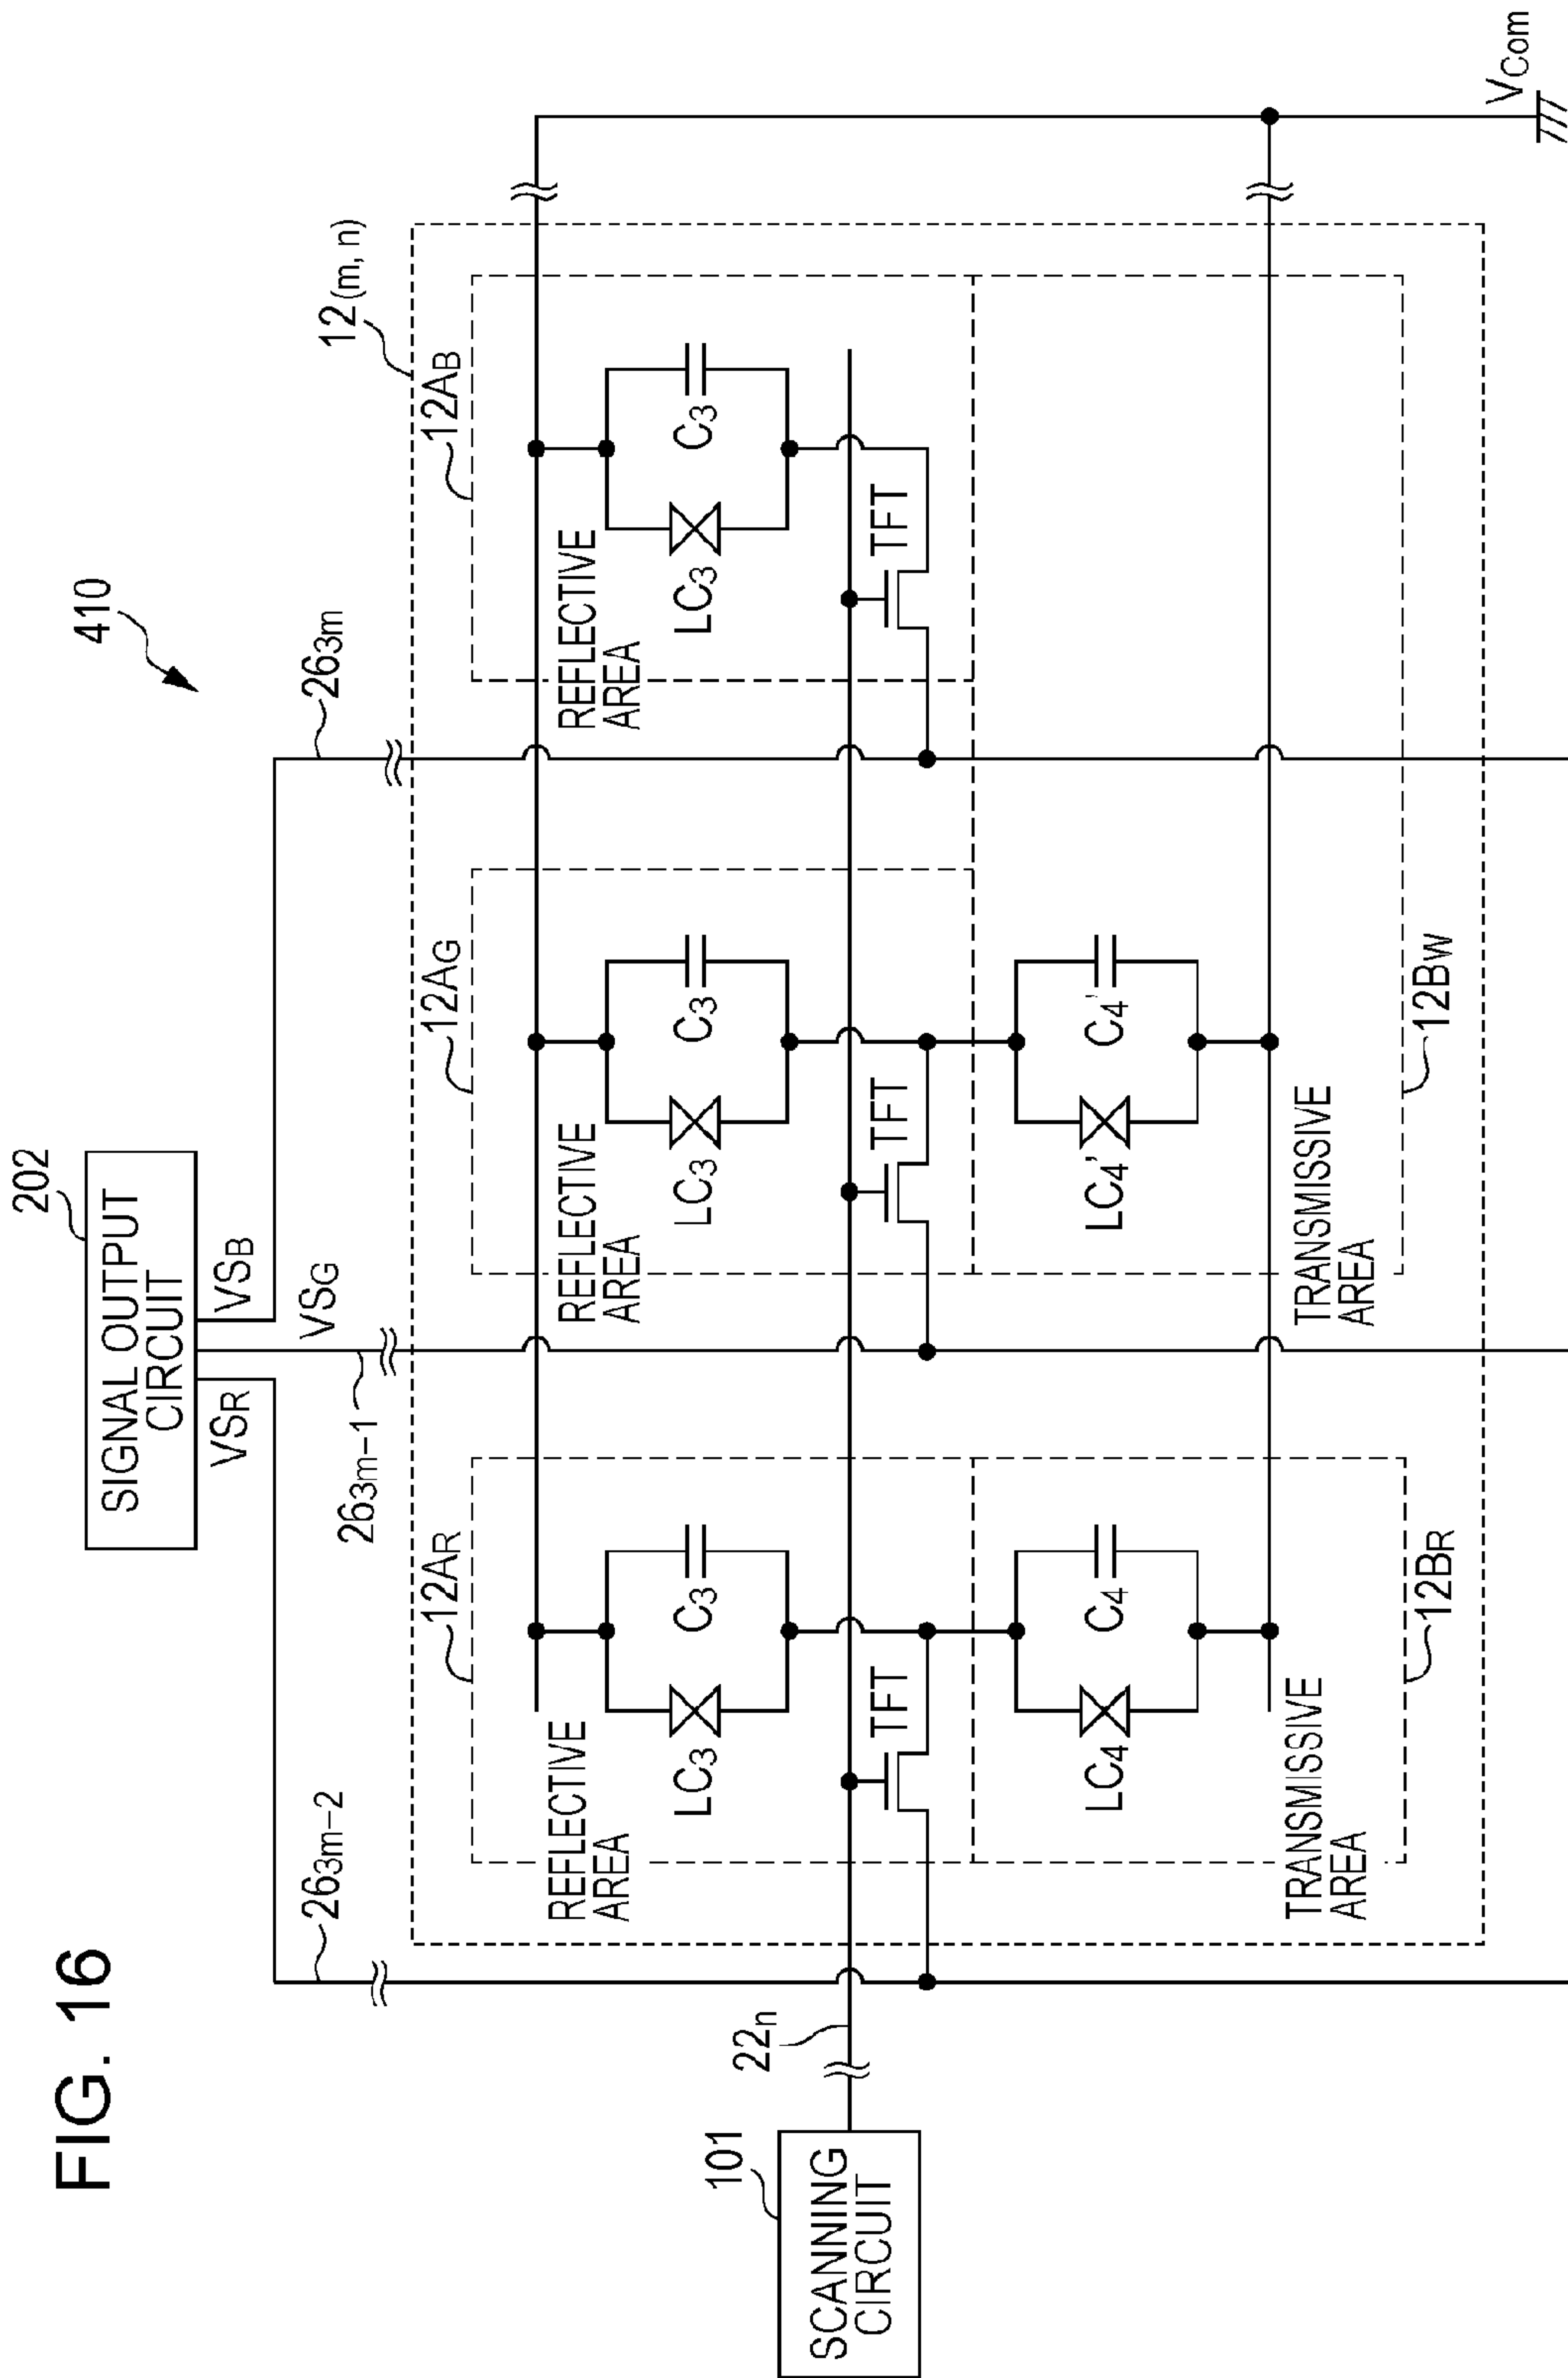 FIG. 16
410
202
SIGNAL OUTPUT
CIRCUIT
VSR
VSG
VSB
263m-2
263m-1
263m
12(m, n)
12AR
12AG
12AB
REFLECTIVE
AREA
LC3
C3
REFLECTIVE
AREA
LC3
C3
REFLECTIVE
AREA
LC3
C3
101
SCANNING
CIRCUIT
22n
TFT
TFT
TFT
LC4
C4
LC4'
C4'
TRANSMISSIVE
AREA
TRANSMISSIVE
AREA
12BR
12BW
VCom